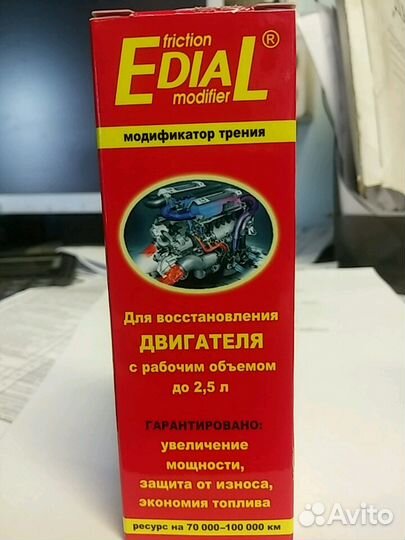 friction
EDIAL®
modifier
модификатор трения
Для восстановления
ДВИГАТЕЛЯ
с рабочим объемом
до 2,5 л
ГАРАНТИРОВАНО:
увеличение
мощности,
защита от износа,
экономия топлива
ресурс на 70 000–100 000 км
Avito